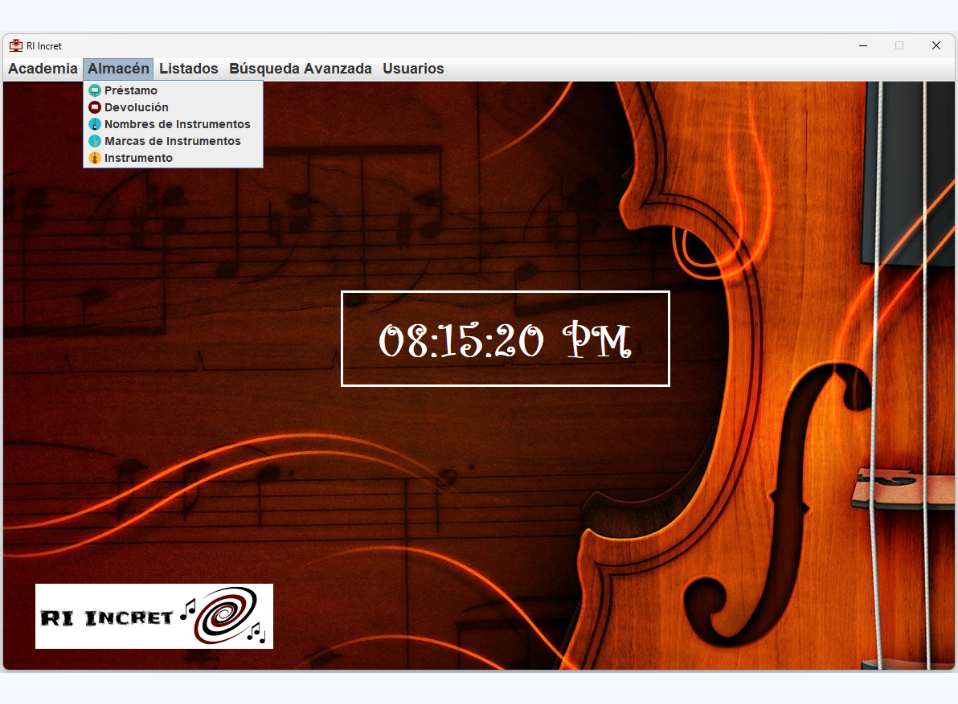 RI Incret
Academia Almacén Listados Búsqueda Avanzada Usuarios
Préstamo
Devolución
Nombres de Instrumentos
Marcas de Instrumentos
Instrumento
08:15:20 PM
RI INCRET